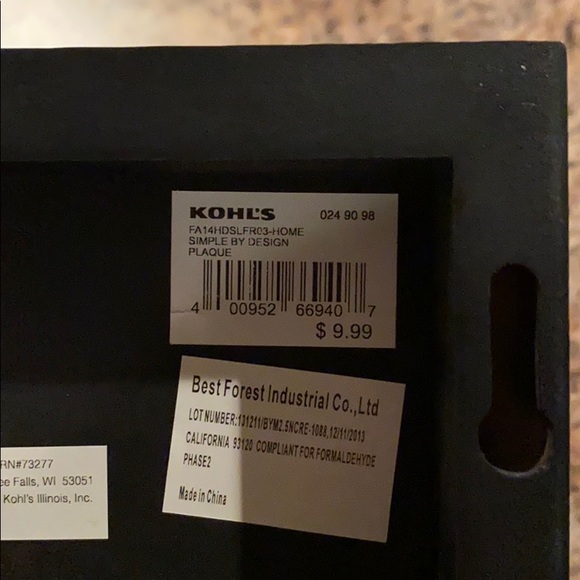 KOHL'S 024 90 98
FA14HDSLFR03-HOME
SIMPLE BY DESIGN
PLAQUE
4 00952 66940 7
$ 9.99
Best Forest Industrial Co.,Ltd
LOT NUMBER:131211/BYM2.5NCRE-1088,12/11/2013
CALIFORNIA 93120 COMPLIANT FOR FORMALDEHYDE
PHASE2
Made in China
RN#73277
ee Falls, WI 53051
Kohl's Illinois, Inc.